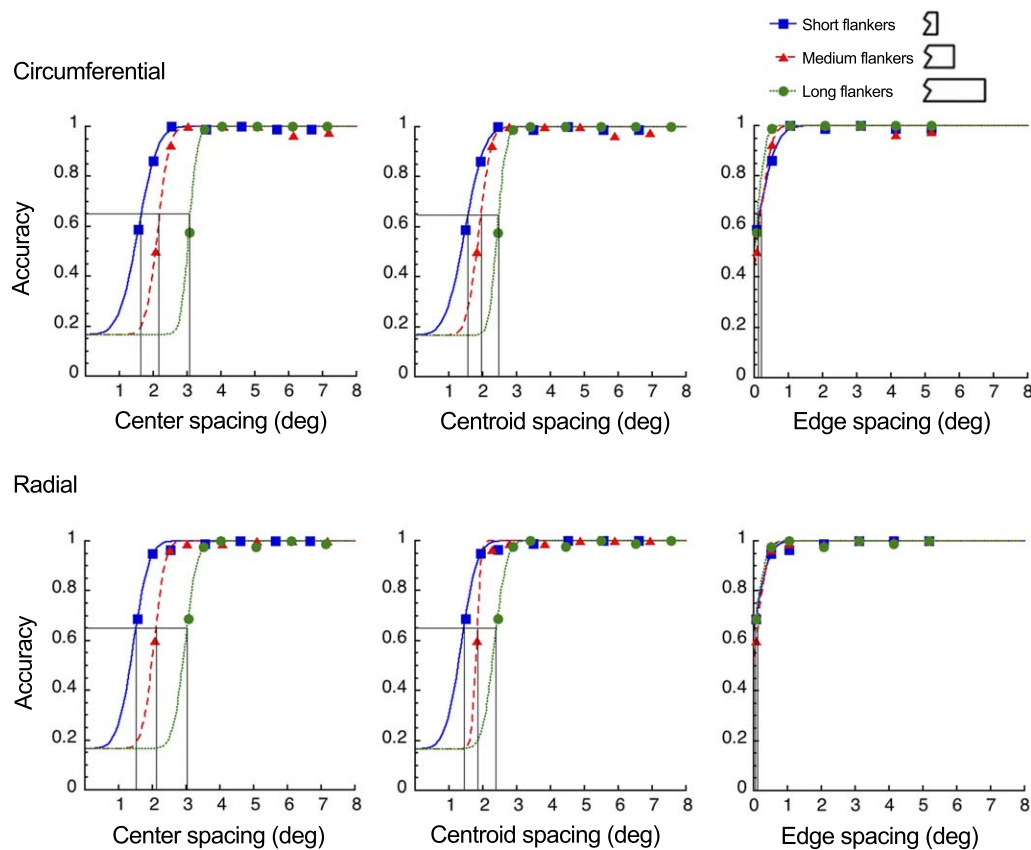 Short flankers
Medium flankers
Long flankers
Circumferential
1
0.8
0.6
0.4
0.2
0
Accuracy
1 2 3 4 5 6 7 8
Center spacing (deg)
1
0.8
0.6
0.4
0.2
0
1 2 3 4 5 6 7 8
Centroid spacing (deg)
1
0.8
0.6
0.4
0.2
0
0 1 2 3 4 5 6 7 8
Edge spacing (deg)
Radial
1
0.8
0.6
0.4
0.2
0
Accuracy
1 2 3 4 5 6 7 8
Center spacing (deg)
1
0.8
0.6
0.4
0.2
0
1 2 3 4 5 6 7 8
Centroid spacing (deg)
1
0.8
0.6
0.4
0.2
0
0 1 2 3 4 5 6 7 8
Edge spacing (deg)